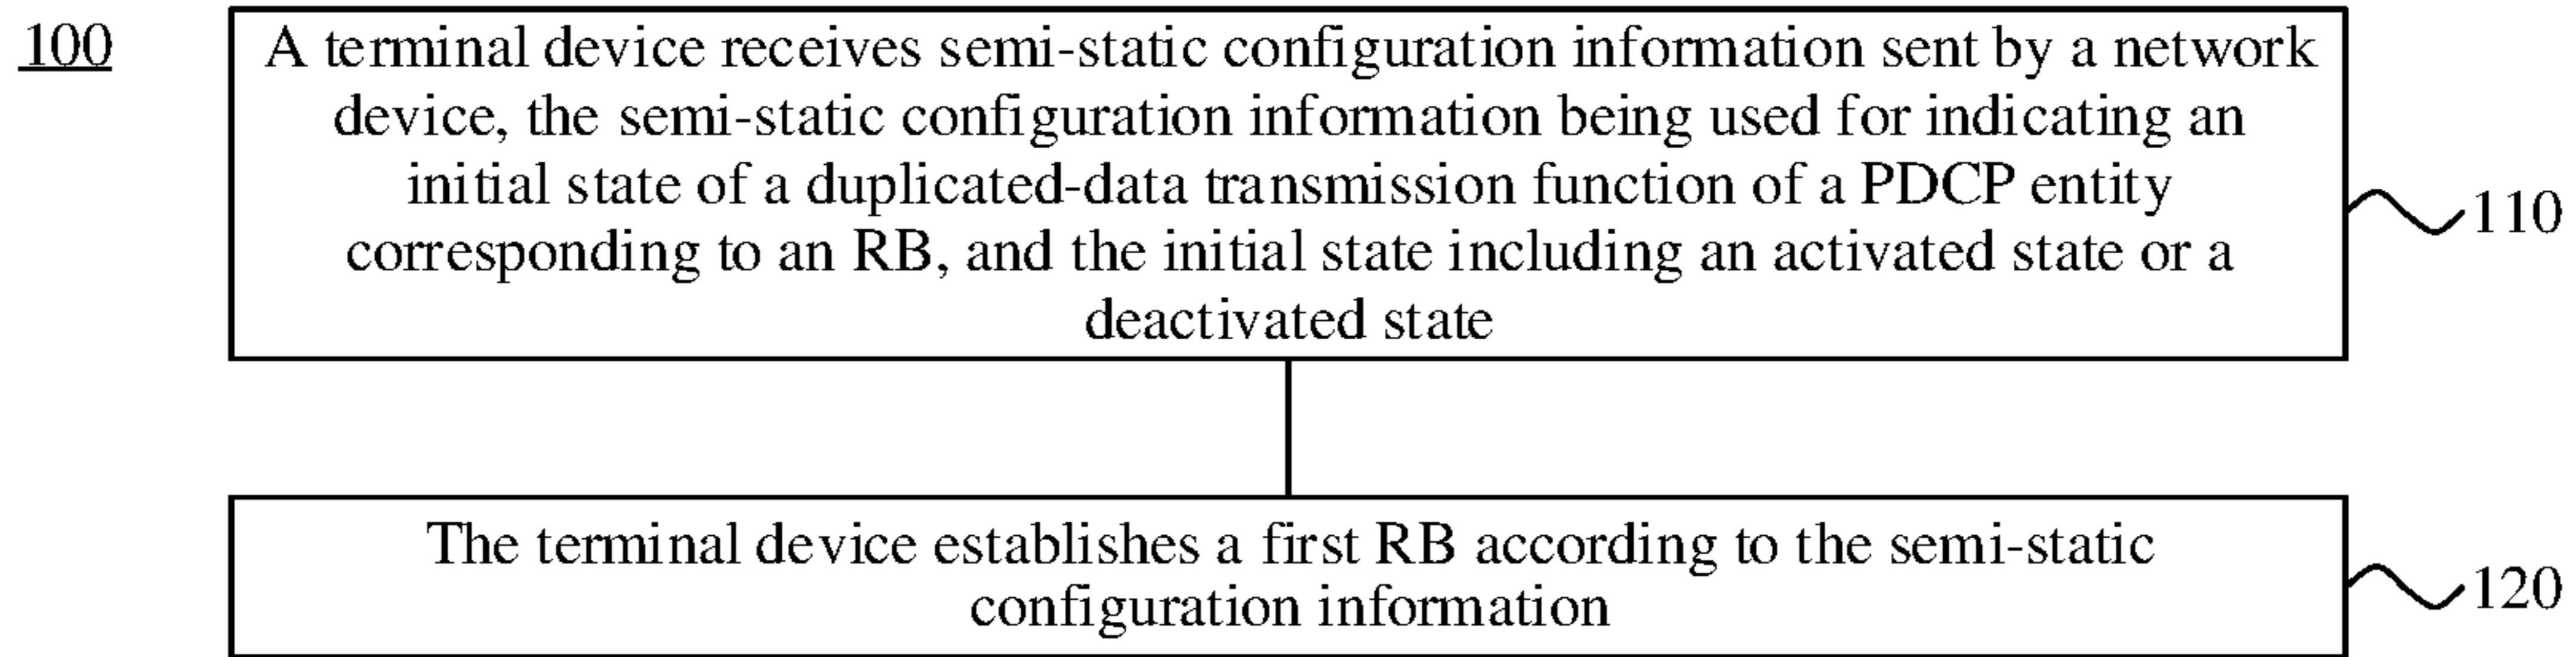 100
A terminal device receives semi-static configuration information sent by a network
device, the semi-static configuration information being used for indicating an
initial state of a duplicated-data transmission function of a PDCP entity
corresponding to an RB, and the initial state including an activated state or a
deactivated state
110
The terminal device establishes a first RB according to the semi-static
configuration information
120